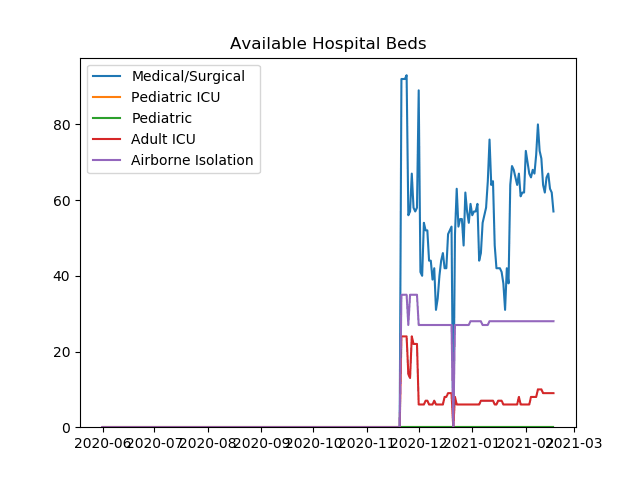 Available Hospital Beds
Medical/Surgical
Pediatric ICU
Pediatric
Adult ICU
Airborne Isolation
80
60
40
20
0
2020-06 2020-07 2020-08 2020-09 2020-10 2020-11 2020-12 2021-01 2021-02 2021-03